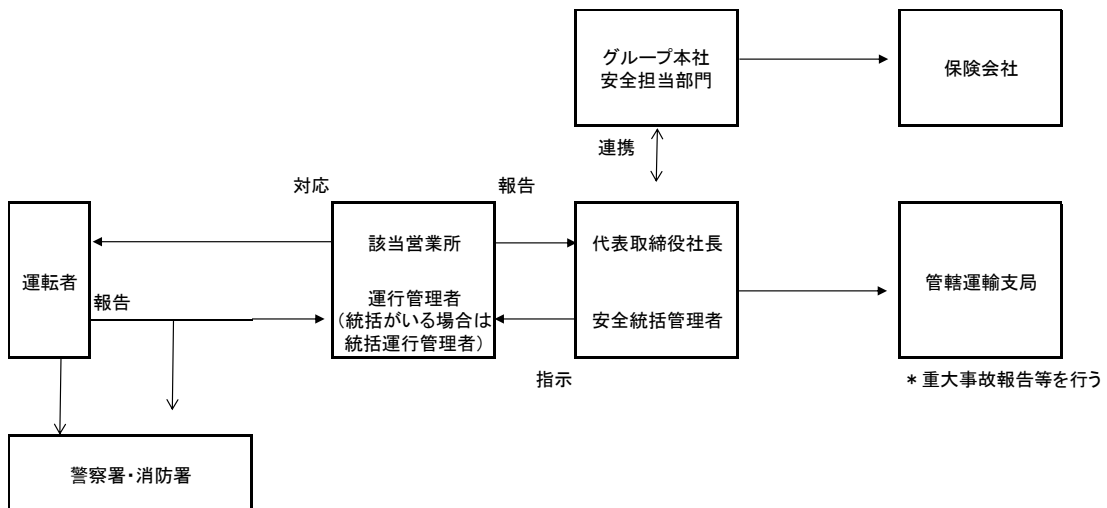 グループ本社
安全担当部門
保険会社
連携
対応
報告
運転者
報告
該当営業所
運行管理者
(統括がいる場合は
統括運行管理者)
代表取締役社長
安全統括管理者
管轄運輸支局
指示
*重大事故報告等を行う
警察署・消防署